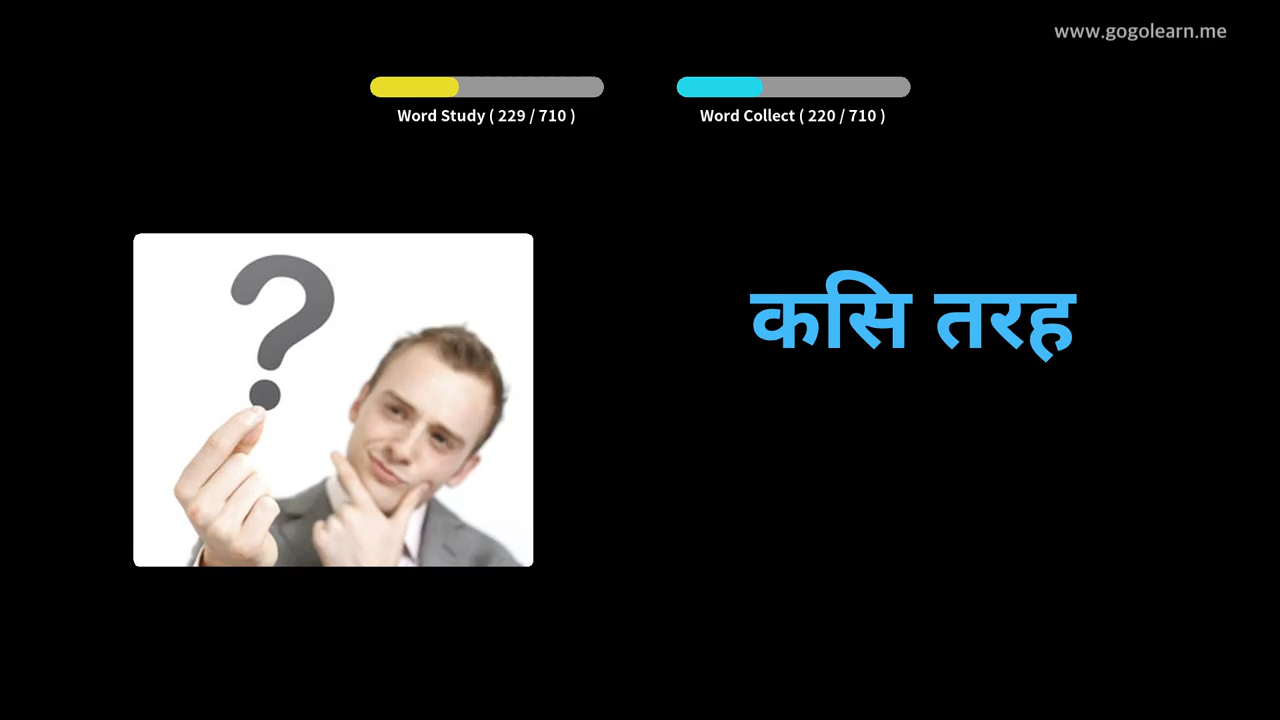 www.gogolearn.me
Word Study ( 229 / 710 )
Word Collect ( 220 / 710 )
?
कसि तरह